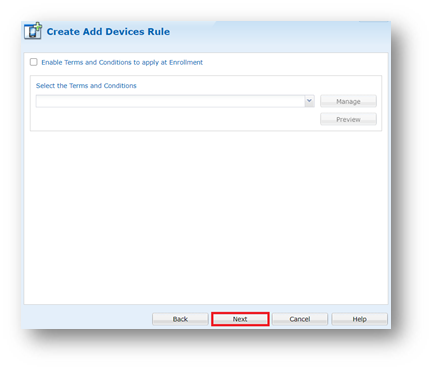 Create Add Devices Rule
Enable Terms and Conditions to apply at Enrollment
Select the Terms and Conditions
Manage
Preview
Back Next Cancel Help